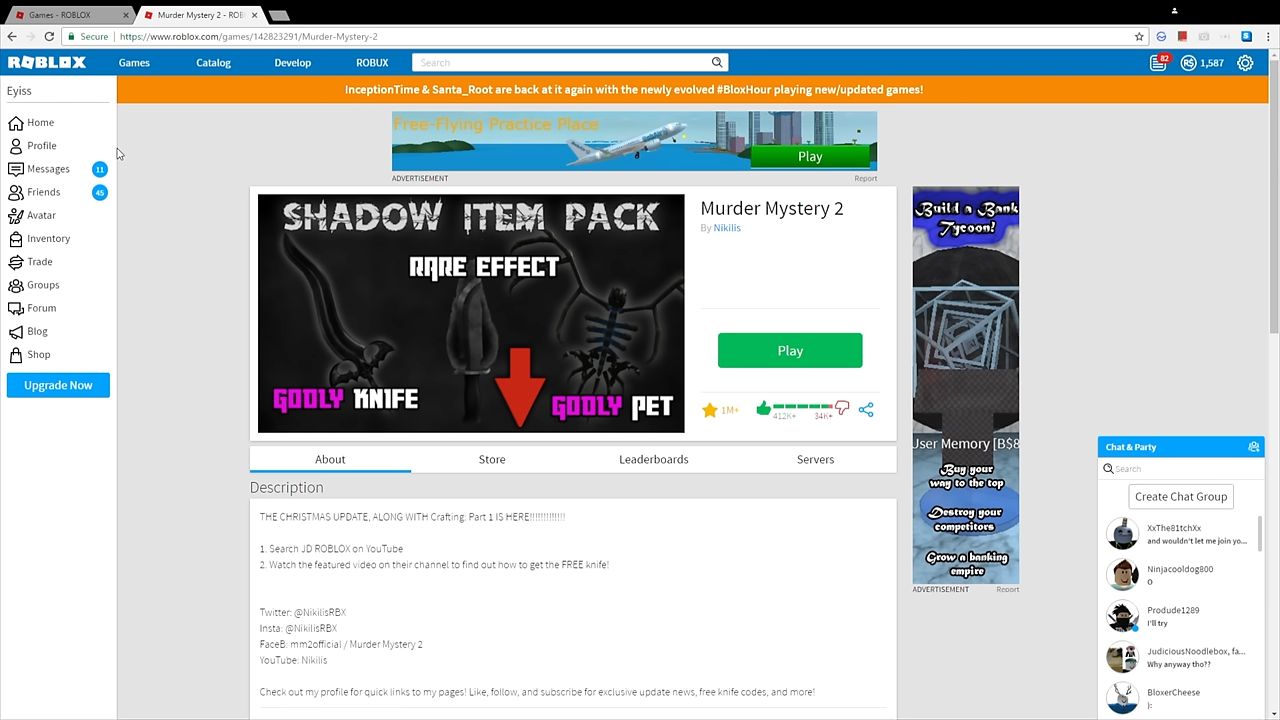 Games - ROBLOX
Murder Mystery 2 - ROB
Secure
https://www.roblox.com/games/142823291/Murder-Mystery-2
ROBLOX
Games
Catalog
Develop
ROBUX
Search
82
R$
1,587
Eyiss
InceptionTime & Santa_Root are back at it again with the newly evolved #BloxHour playing new/updated games!
Home
Profile
Messages
11
Friends
45
Avatar
Inventory
Trade
Groups
Forum
Blog
Shop
Upgrade Now
Free-Flying Practice Place
Play
ADVERTISEMENT
Report
SHADOW ITEM PACK
RARE EFFECT
GODLY KNIFE
GODLY PET
Murder Mystery 2
By Nikilis
Play
1M+
412K+
34K+
About
Store
Leaderboards
Servers
Description
THE CHRISTMAS UPDATE, ALONG WITH Crafting: Part 1 IS HERE!!!!!!!!!!!!!
1. Search JD ROBLOX on YouTube
2. Watch the featured video on their channel to find out how to get the FREE knife!
Twitter: @NikilisRBX
Insta: @NikilisRBX
FaceB: mm2official / Murder Mystery 2
YouTube: Nikilis
Check out my profile for quick links to my pages! Like, follow, and subscribe for exclusive update news, free knife codes, and more!
Build a Bank
Tycoon!
User Memory [B$8
Buy your
way to the top
Destroy your
competitors
Grow a banking
empire
ADVERTISEMENT
Report
Chat & Party
Search
Create Chat Group
XxThe81tchXx
and wouldn't let me join yo...
Ninjacooldog800
O
Produde1289
I'll try
JudiciousNoodlebox, fa...
Why anyway tho??
BloxerCheese
):